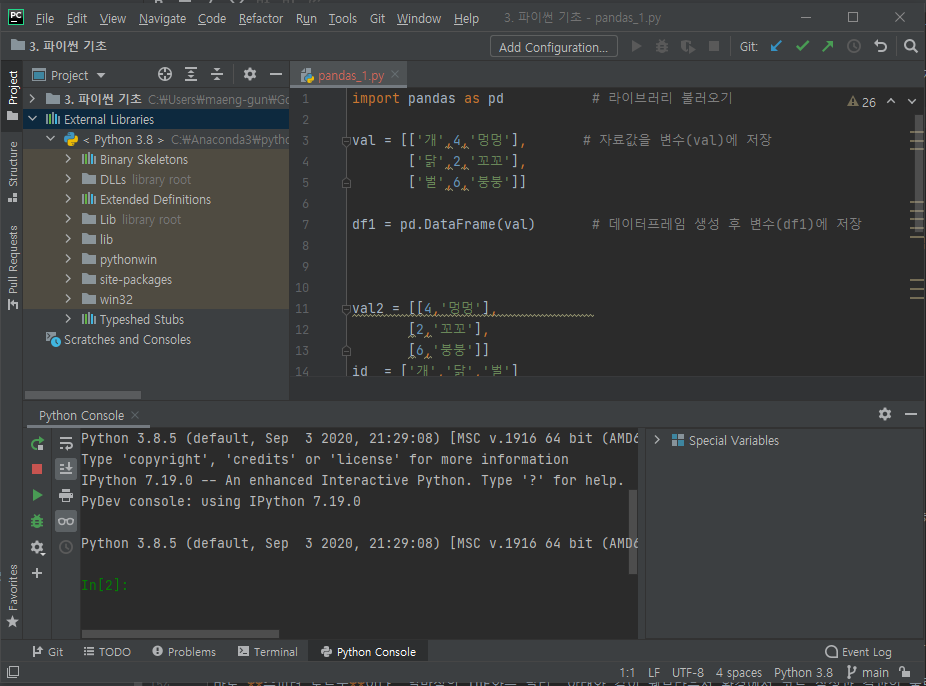 File Edit View Navigate Code Refactor Run Tools Git Window Help 3. 파이썬 기초 - pandas_1.py
3. 파이썬 기초 Add Configuration... Git:
Project
pandas_1.py
Project
Structure
Pull Requests
Favorites
3. 파이썬 기초 C:₩Users₩maeng-gun₩Go
External Libraries
< Python 3.8 > C:₩Anaconda3₩pytho
Binary Skeletons
DLLs library root
Extended Definitions
Lib library root
lib
pythonwin
site-packages
win32
Typeshed Stubs
Scratches and Consoles
26
1 import pandas as pd # 라이브러리 불러오기
2
3 val = [['개',4,'멍멍'], # 자료값을 변수(val)에 저장
4 ['닭',2,'꼬꼬'],
5 ['벌',6,'붕붕']]
6
7 df1 = pd.DataFrame(val) # 데이터프레임 생성 후 변수(df1)에 저장
8
9
10
11 val2 = [[4,'멍멍'],
12 [2,'꼬꼬'],
13 [6,'붕붕']]
14 id = ['개','닭','벌']
Python Console
Python 3.8.5 (default, Sep 3 2020, 21:29:08) [MSC v.1916 64 bit (AMD6
Type 'copyright', 'credits' or 'license' for more information
IPython 7.19.0 -- An enhanced Interactive Python. Type '?' for help.
PyDev console: using IPython 7.19.0
Python 3.8.5 (default, Sep 3 2020, 21:29:08) [MSC v.1916 64 bit (AMD6
In[2]:
Special Variables
Git TODO Problems Terminal Python Console Event Log
1:1 LF UTF-8 4 spaces Python 3.8 main